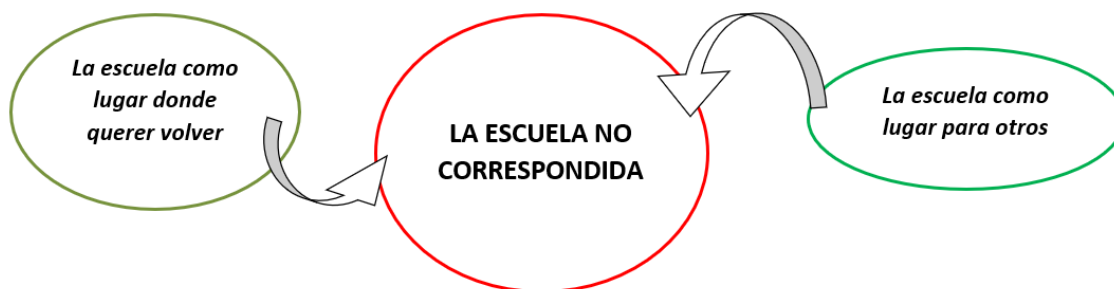 La escuela como
lugar donde
querer volver
LA ESCUELA NO
CORRESPONDIDA
La escuela como
lugar para otros